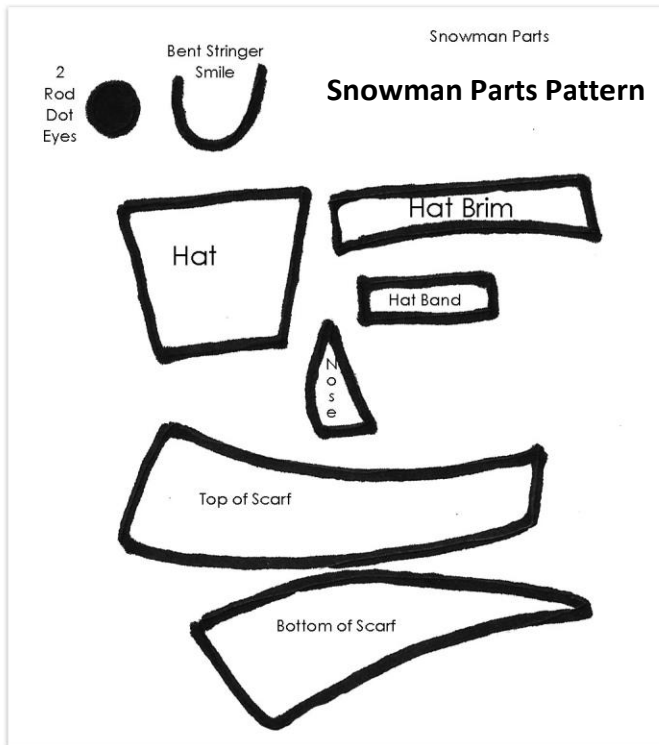 Snowman Parts
Bent Stringer
Smile
2
Rod
Dot
Eyes
Snowman Parts Pattern
Hat
Hat Brim
Hat Band
Nose
Top of Scarf
Bottom of Scarf